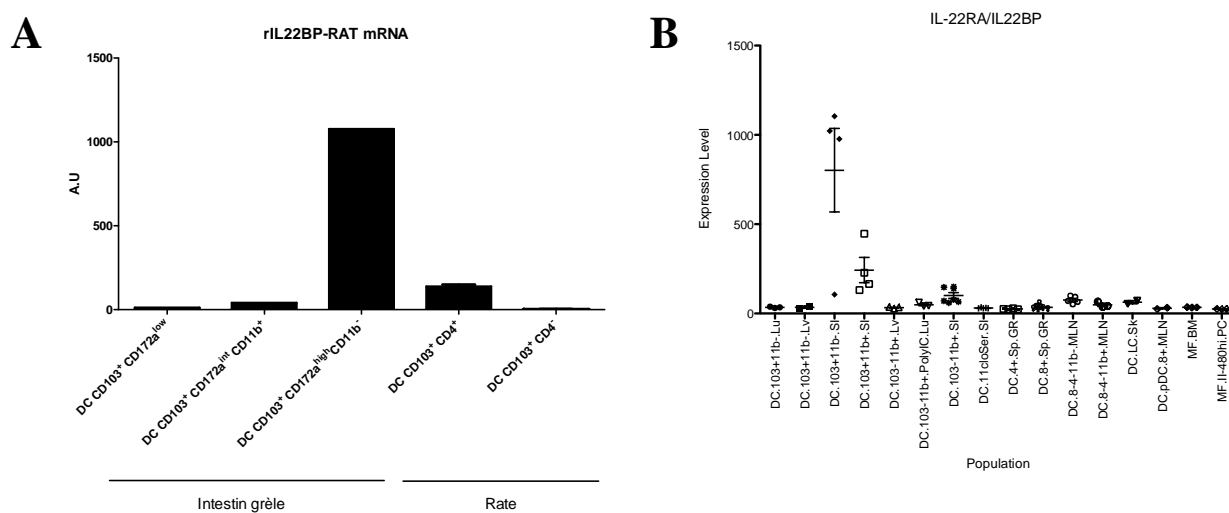 A
rIL22BP-RAT mRNA
A.U
1500
1000
500
0
DC CD103+ CD172alow
DC CD103+ CD172aint CD11b+
DC CD103+ CD172ahigh CD11b-
DC CD103+ CD4+
DC CD103+ CD4-
Intestin grèle
Rate
B
IL-22RA/IL22BP
Expression Level
1500
1000
500
0
DC.103+11b-.Lu
DC.103+11b-.Lv
DC.103+11b-.SI
DC.103+11b+.SI
DC.103-11b+.Lv
DC.103-11b+.PolyIC.Lu
DC.103-11b+.SI
DC.11cloSer.SI
DC.4+.Sp.GR
DC.8+.Sp.GR
DC.8-4-11b-.MLN
DC.8-4-11b+.MLN
DC.LC.Sk
DC.pDC.8+.MLN
MF.BM
MF.II-480hi.PC
Population